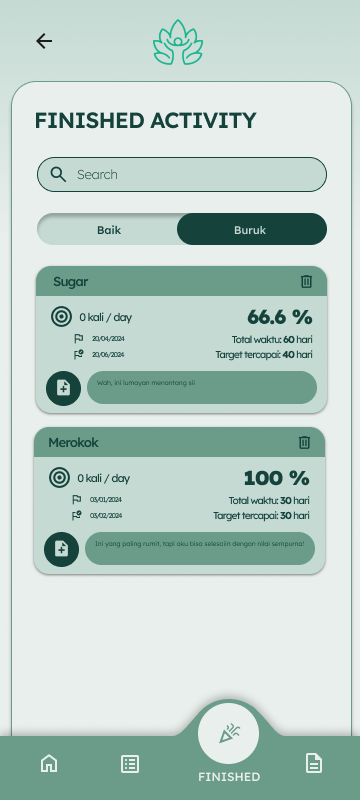 FINISHED ACTIVITY
Search
Baik
Buruk
Sugar
0 kali / day
66.6 %
20/04/2024
Total waktu: 60 hari
20/06/2024
Target tercapai: 40 hari
Wah, ini lumayan menantang sii
Merokok
0 kali / day
100 %
03/01/2024
Total waktu: 30 hari
03/02/2024
Target tercapai: 30 hari
Ini yang paling rumit, tapi aku bisa selesaiin dengan nilai sempurna!
FINISHED